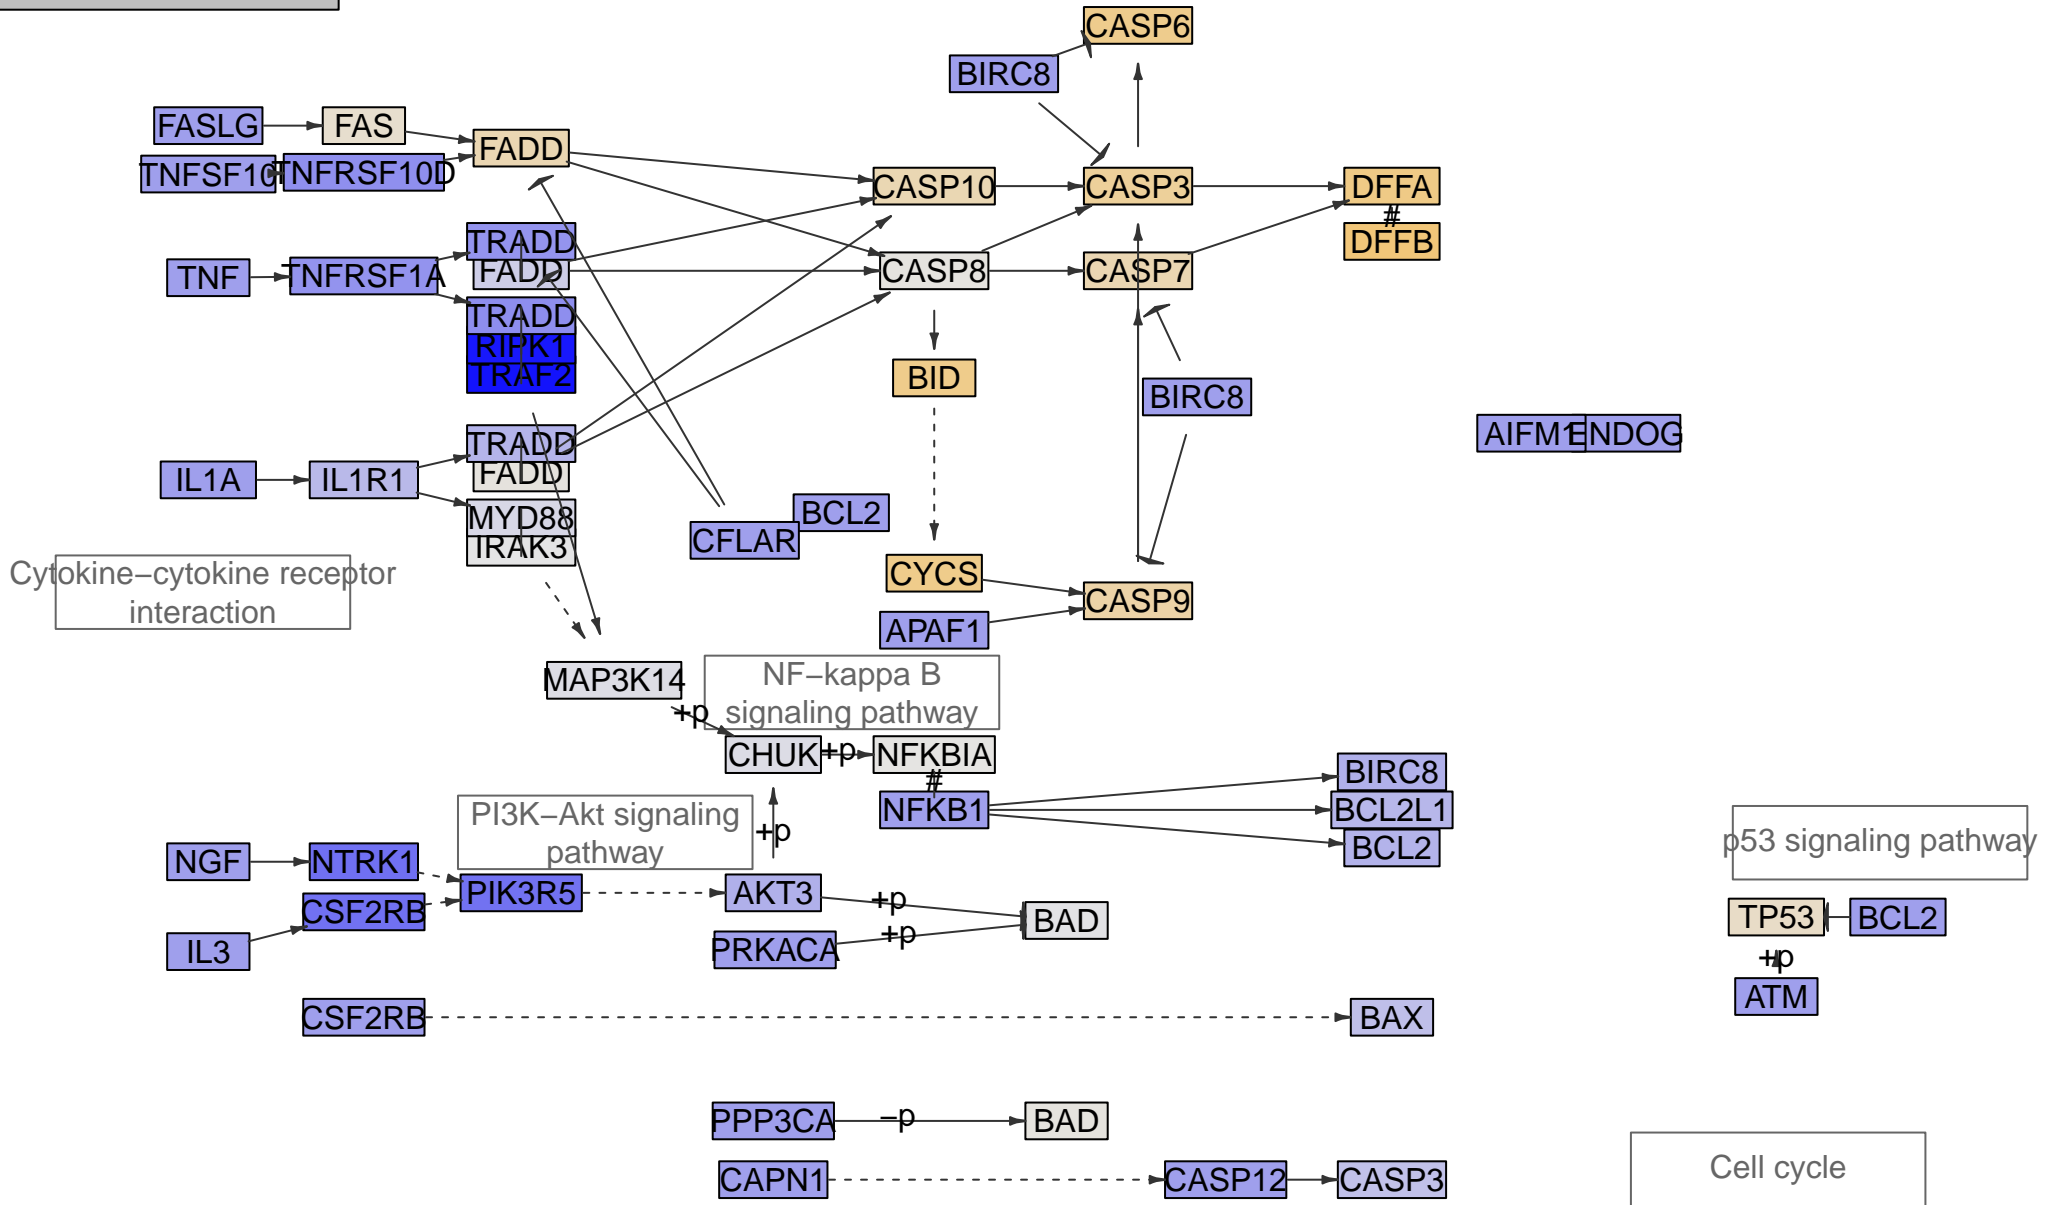 CASP6
BIRC8
FASLG
FAS
FADD
TNFSF10
TNFRSF10D
CASP10
CASP3
DFFA
#
DFFB
TRADD
FADD
TNF
TNFRSF1A
CASP8
CASP7
TRADD
RIPK1
TRAF2
BID
BIRC8
AIFM1
ENDOG
TRADD
FADD
IL1A
IL1R1
MYD88
IRAK3
BCL2
CFLAR
CYCS
CASP9
APAF1
Cytokine–cytokine receptor
interaction
MAP3K14
NF–kappa B
signaling pathway
+p
CHUK
+p
NFKBIA
#
NFKB1
BIRC8
BCL2L1
BCL2
PI3K–Akt signaling
pathway
+p
p53 signaling pathway
NGF
NTRK1
PIK3R5
AKT3
+p
BAD
CSF2RB
IL3
PRKACA
+p
TP53
BCL2
+p
ATM
CSF2RB
BAX
PPP3CA
–p
BAD
CAPN1
CASP12
CASP3
Cell cycle